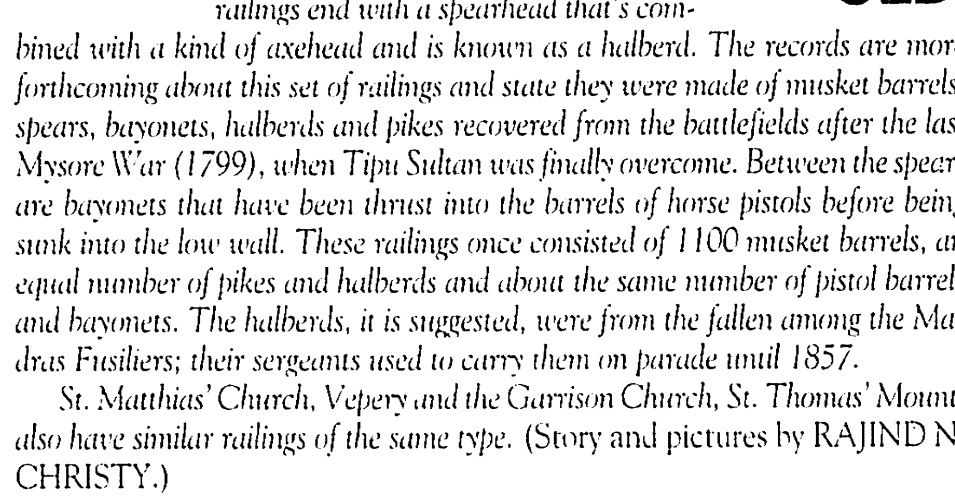 railings end with a spearhead that's com-
bined with a kind of axehead and is known as a halberd. The records are mor
forthcoming about this set of railings and state they were made of musket barrels
spears, bayonets, halberds and pikes recovered from the battlefields after the las
Mysore War (1799), when Tipu Sultan was finally overcome. Between the spear
are bayonets that have been thrust into the barrels of horse pistols before bein
sunk into the low wall. These railings once consisted of 1100 musket barrels, an
equal number of pikes and halberds and about the same number of pistol barrel
and bayonets. The halberds, it is suggested, were from the fallen among the Ma-
dras Fusiliers; their sergeants used to carry them on parade until 1857.
St. Matthias' Church, Vepery and the Garrison Church, St. Thomas' Mount
also have similar railings of the same type. (Story and pictures by RAJIND N
CHRISTY.)